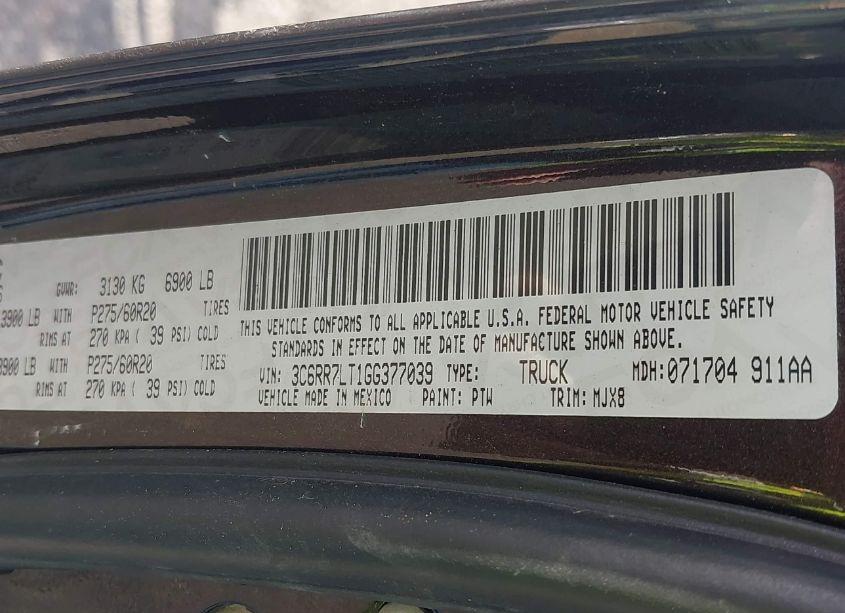 GVWR: 3130 KG 6900 LB
3900 LB WITH P275/60R20 TIRES
RIMS AT 270 KPA ( 39 PSI) COLD
3900 LB WITH P275/60R20 TIRES
RIMS AT 270 KPA ( 39 PSI) COLD
THIS VEHICLE CONFORMS TO ALL APPLICABLE U.S.A. FEDERAL MOTOR VEHICLE SAFETY
STANDARDS IN EFFECT ON THE DATE OF MANUFACTURE SHOWN ABOVE.
VIN: 3C6RR7LT1GG377039 TYPE: TRUCK MDH:071704 911AA
VEHICLE MADE IN MEXICO PAINT: PTW TRIM: MJX8